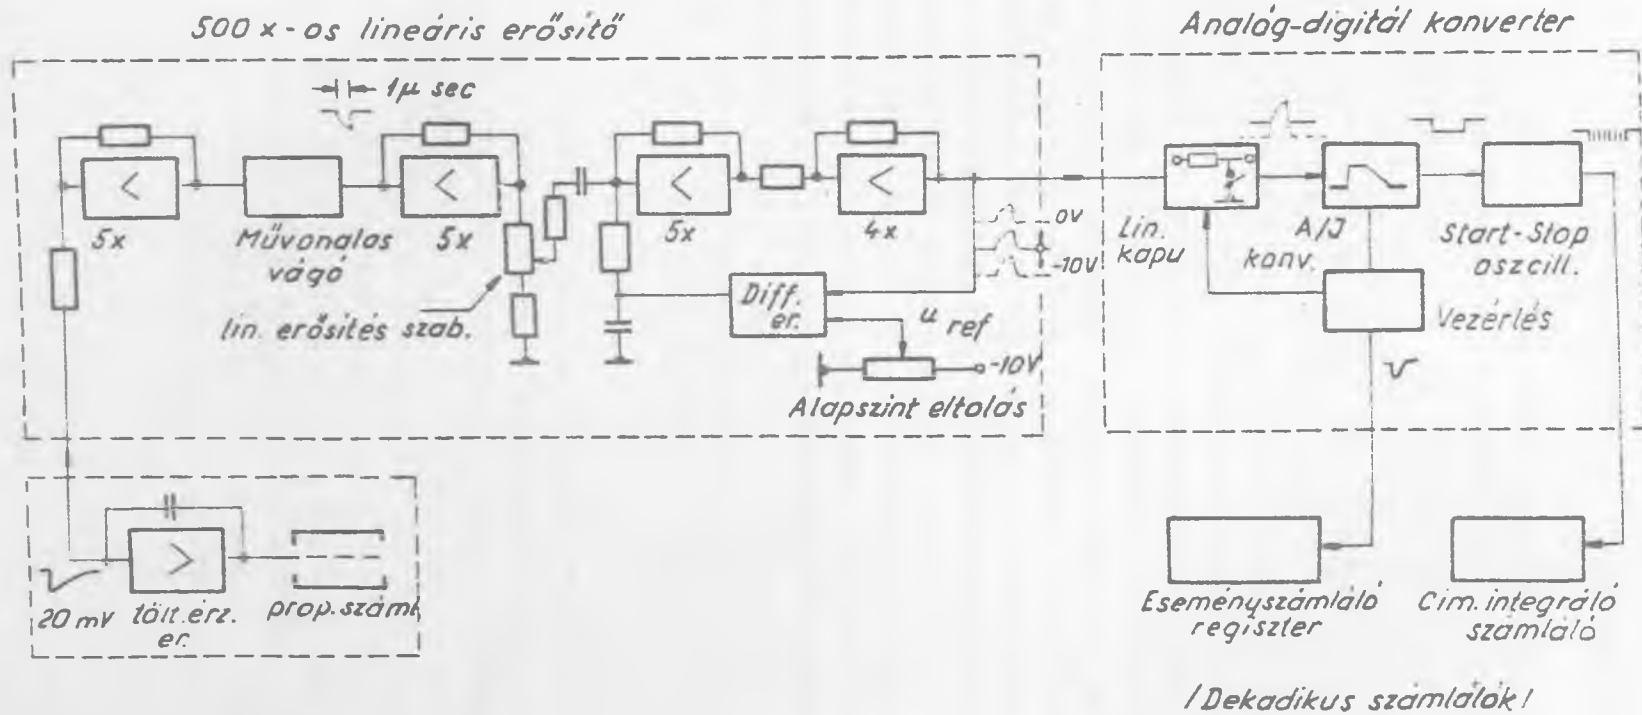 500 x-os lineáris erősítő
Analóg-digitál konverter
1μ sec
5x
Művonalas
vágó
5x
5x
4x
lin. erősítés szab.
Diff.
er.
u ref
0V
-10V
-10V
Alapszint eltolás
Lin.
kapu
A/J
konv.
Start-Stop
oszcill.
Vezérlés
20 mV
tölt. érz.
er.
prop. száml
Eseményszámláló
regiszter
Cim. integráló
számláló
/Dekadikus számlálók/